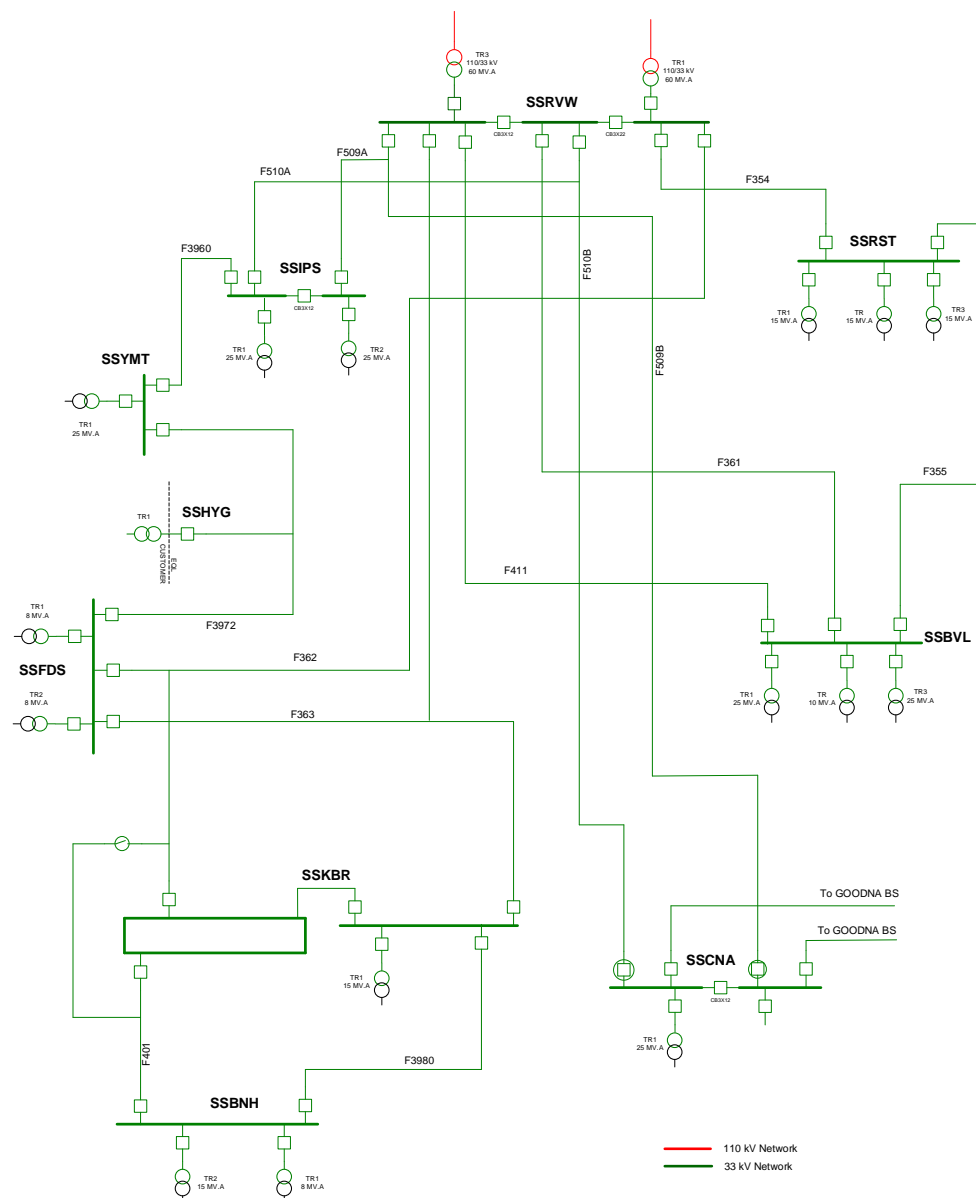 TR3
110/33 kV
60 MV.A
TR1
110/33 kV
60 MV.A
SSRVW
CB3X12
CB3X22
F509A
F510A
F354
F3960
SSIPS
SSRST
F510B
CB3X12
TR1
15 MV.A
TR
15 MV.A
TR3
15 MV.A
TR1
25 MV.A
TR2
25 MV.A
SSYMT
F509B
TR1
25 MV.A
F361
F355
TR1
SSHYG
CUSTOMER
EQL
F411
TR1
8 MV.A
F3972
SSFDS
F362
SSBVL
TR2
8 MV.A
F363
TR1
25 MV.A
TR
10 MV.A
TR3
25 MV.A
SSKBR
To GOODNA BS
To GOODNA BS
SSCNA
TR1
15 MV.A
CB3X12
TR1
25 MV.A
F401
F3980
SSBNH
TR2
15 MV.A
TR1
8 MV.A
110 kV Network
33 kV Network